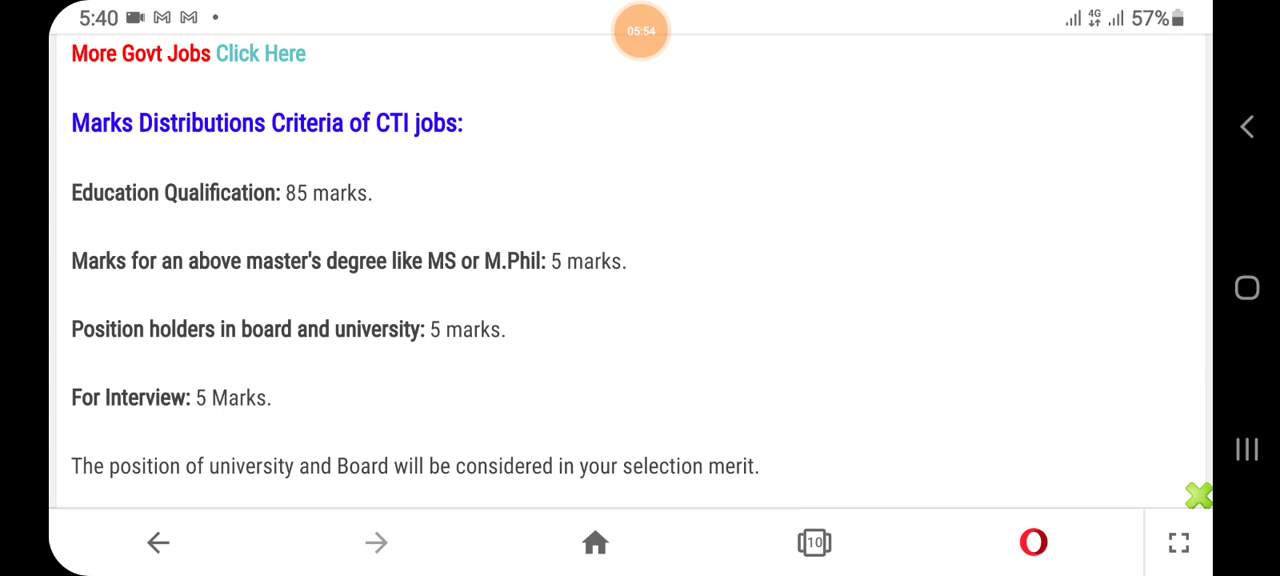 5:40
4G
57%
05:54
More Govt Jobs Click Here
Marks Distributions Criteria of CTI jobs:
Education Qualification: 85 marks.
Marks for an above master's degree like MS or M.Phil: 5 marks.
Position holders in board and university: 5 marks.
For Interview: 5 Marks.
The position of university and Board will be considered in your selection merit.
10